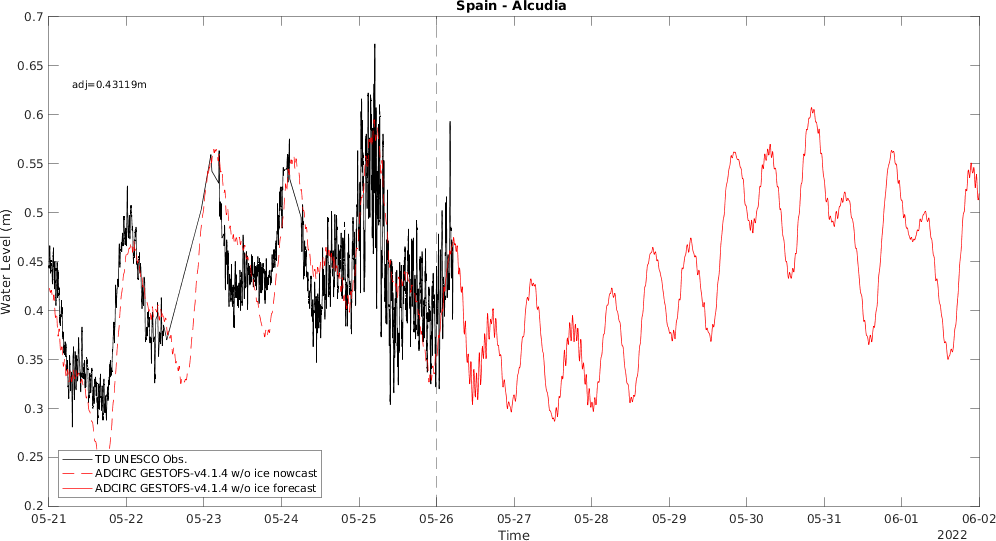 Spain - Alcudia
0.7
0.65
0.6
0.55
0.5
0.45
0.4
0.35
0.3
0.25
0.2
Water Level (m)
adj=0.43119m
TD UNESCO Obs.
ADCIRC GESTOFS-v4.1.4 w/o ice nowcast
ADCIRC GESTOFS-v4.1.4 w/o ice forecast
05-21 05-22 05-23 05-24 05-25 05-26 05-27 05-28 05-29 05-30 05-31 06-01 06-02
Time
2022